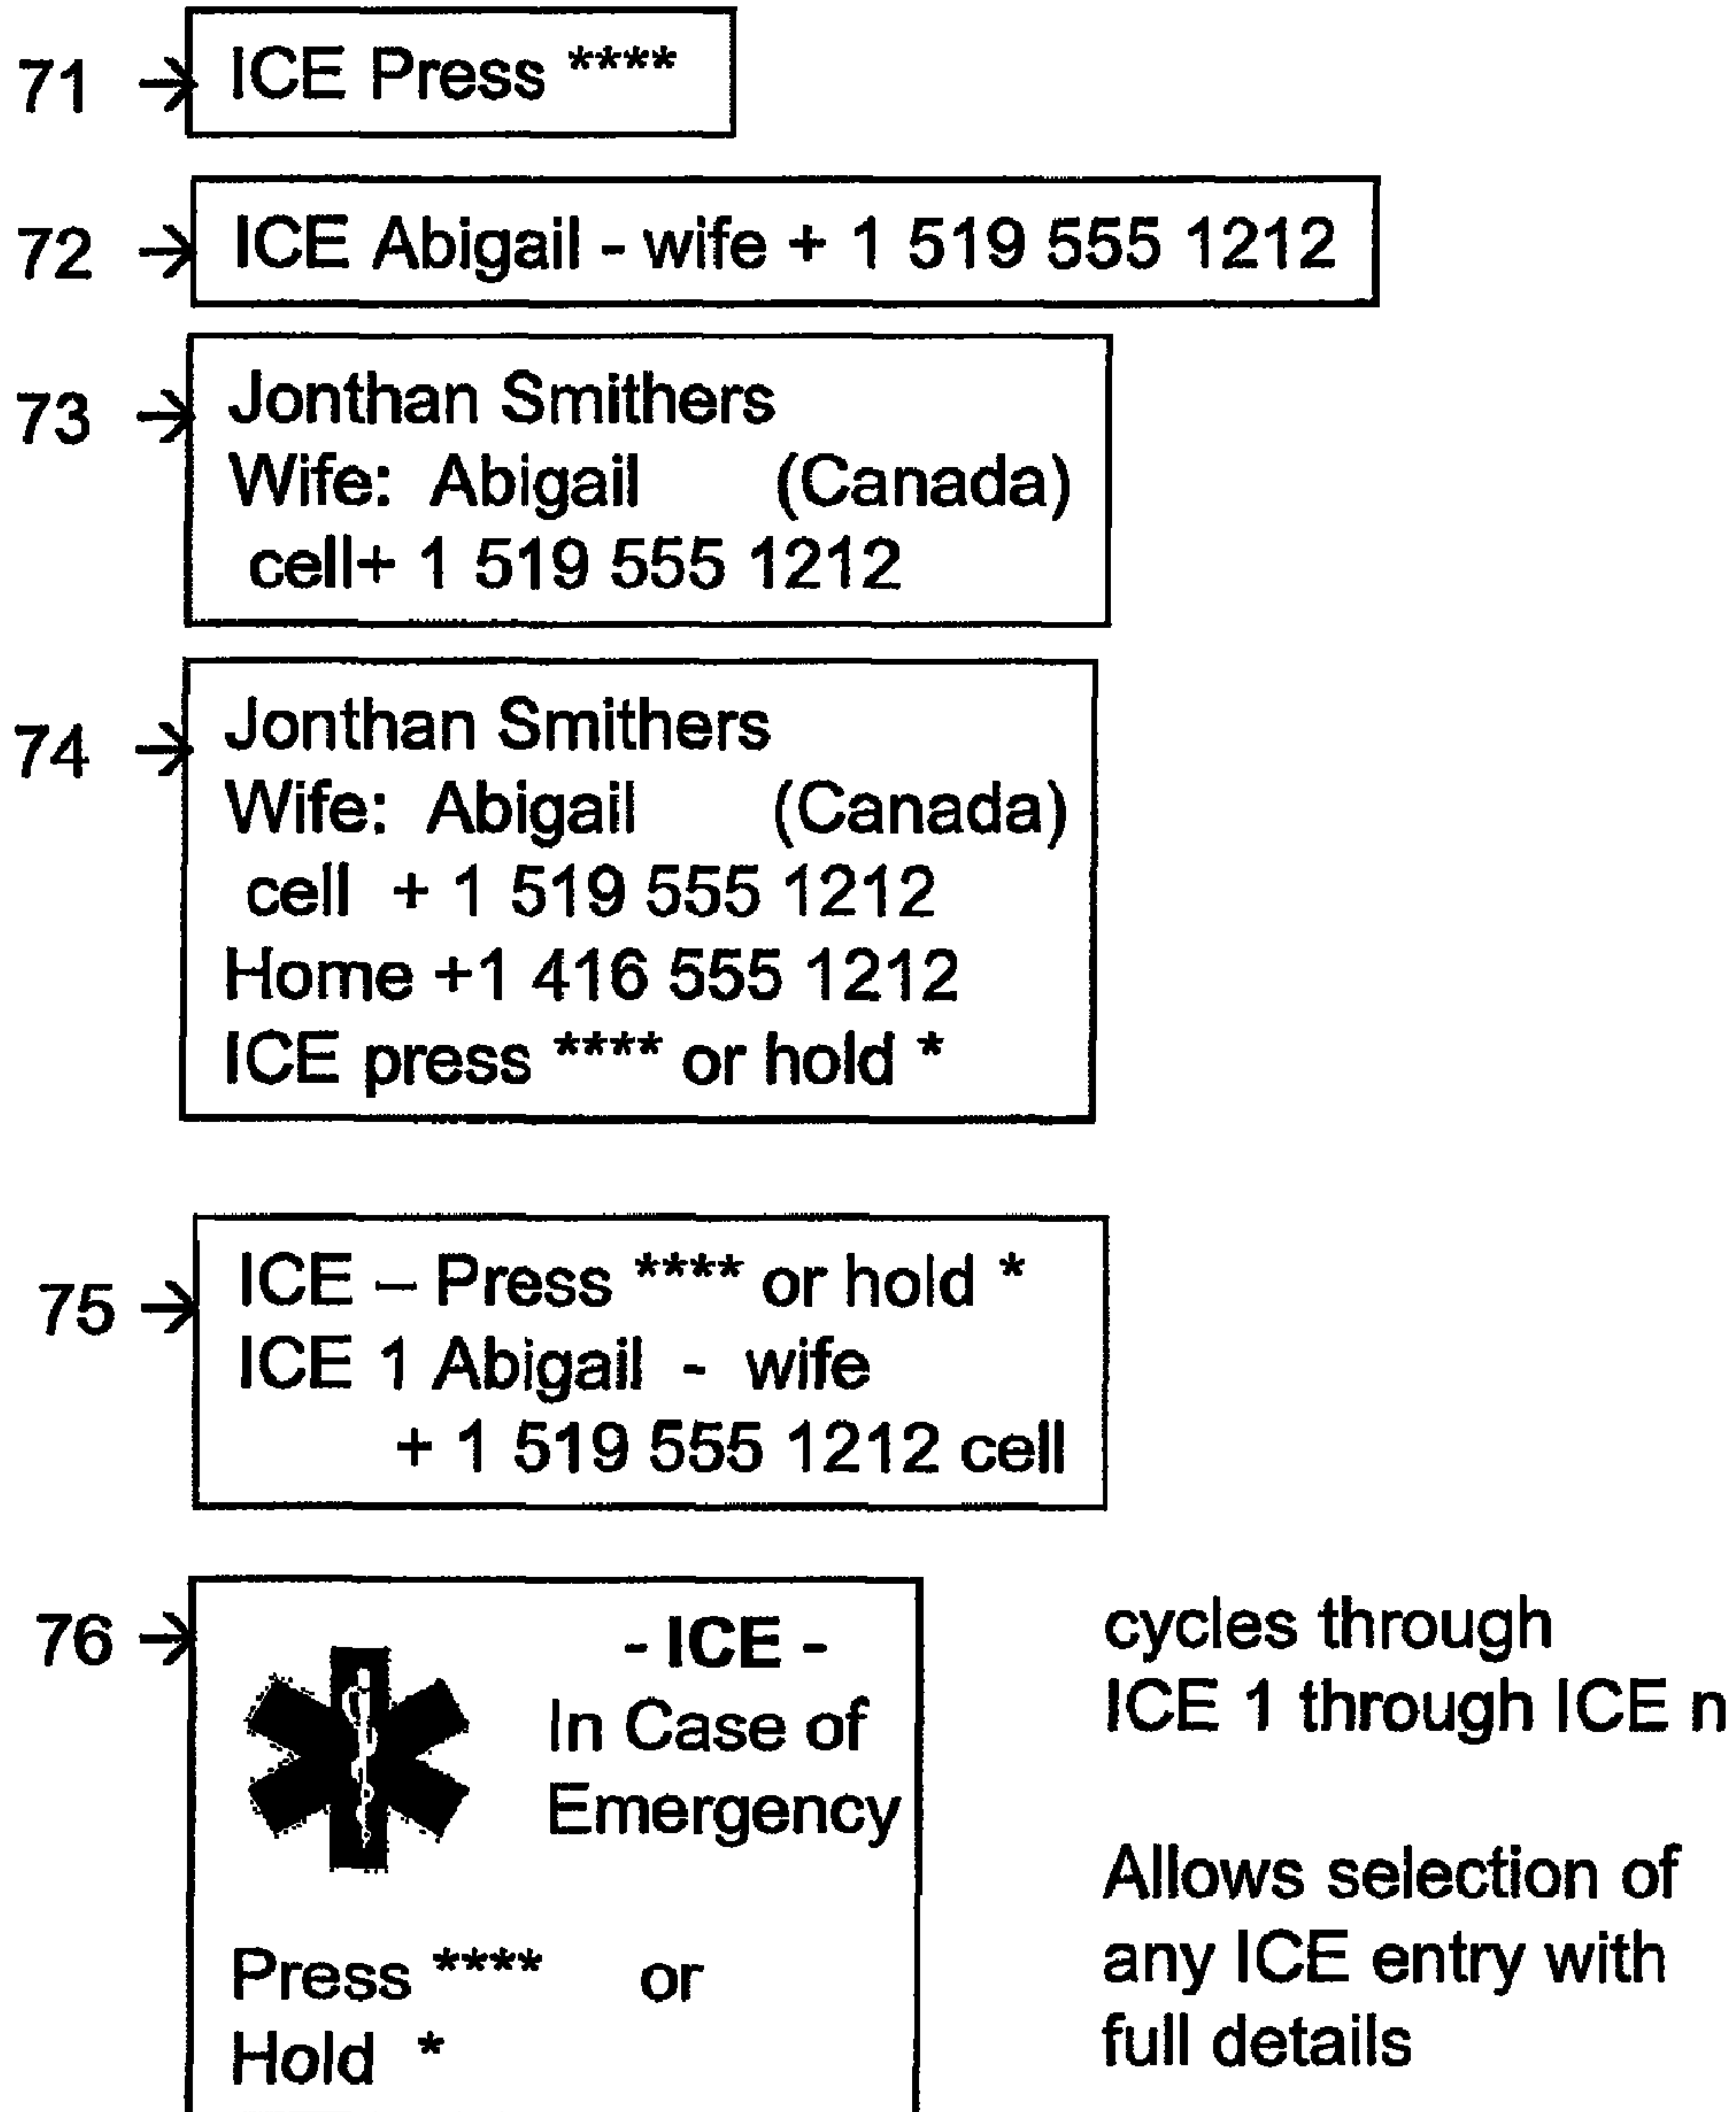 71 → ICE Press ****
72 → ICE Abigail - wife + 1 519 555 1212
73 → Jonthan Smithers
Wife: Abigail (Canada)
cell+ 1 519 555 1212
74 → Jonthan Smithers
Wife: Abigail (Canada)
cell + 1 519 555 1212
Home +1 416 555 1212
ICE press **** or hold *
75 → ICE – Press **** or hold *
ICE 1 Abigail - wife
+ 1 519 555 1212 cell
76 → - ICE -
In Case of
Emergency
Press **** or
Hold *
cycles through
ICE 1 through ICE n
Allows selection of
any ICE entry with
full details